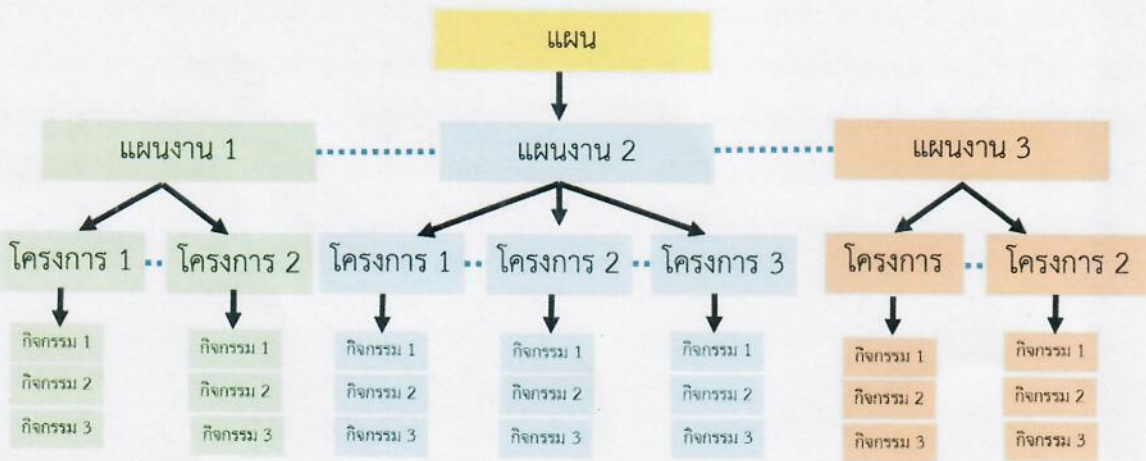 แผน
แผนงาน 1
แผนงาน 2
แผนงาน 3
โครงการ 1
โครงการ 2
โครงการ 1
โครงการ 2
โครงการ 3
โครงการ
โครงการ 2
กิจกรรม 1
กิจกรรม 2
กิจกรรม 3
กิจกรรม 1
กิจกรรม 2
กิจกรรม 3
กิจกรรม 1
กิจกรรม 2
กิจกรรม 3
กิจกรรม 1
กิจกรรม 2
กิจกรรม 3
กิจกรรม 1
กิจกรรม 2
กิจกรรม 3
กิจกรรม 1
กิจกรรม 2
กิจกรรม 3
กิจกรรม 1
กิจกรรม 2
กิจกรรม 3